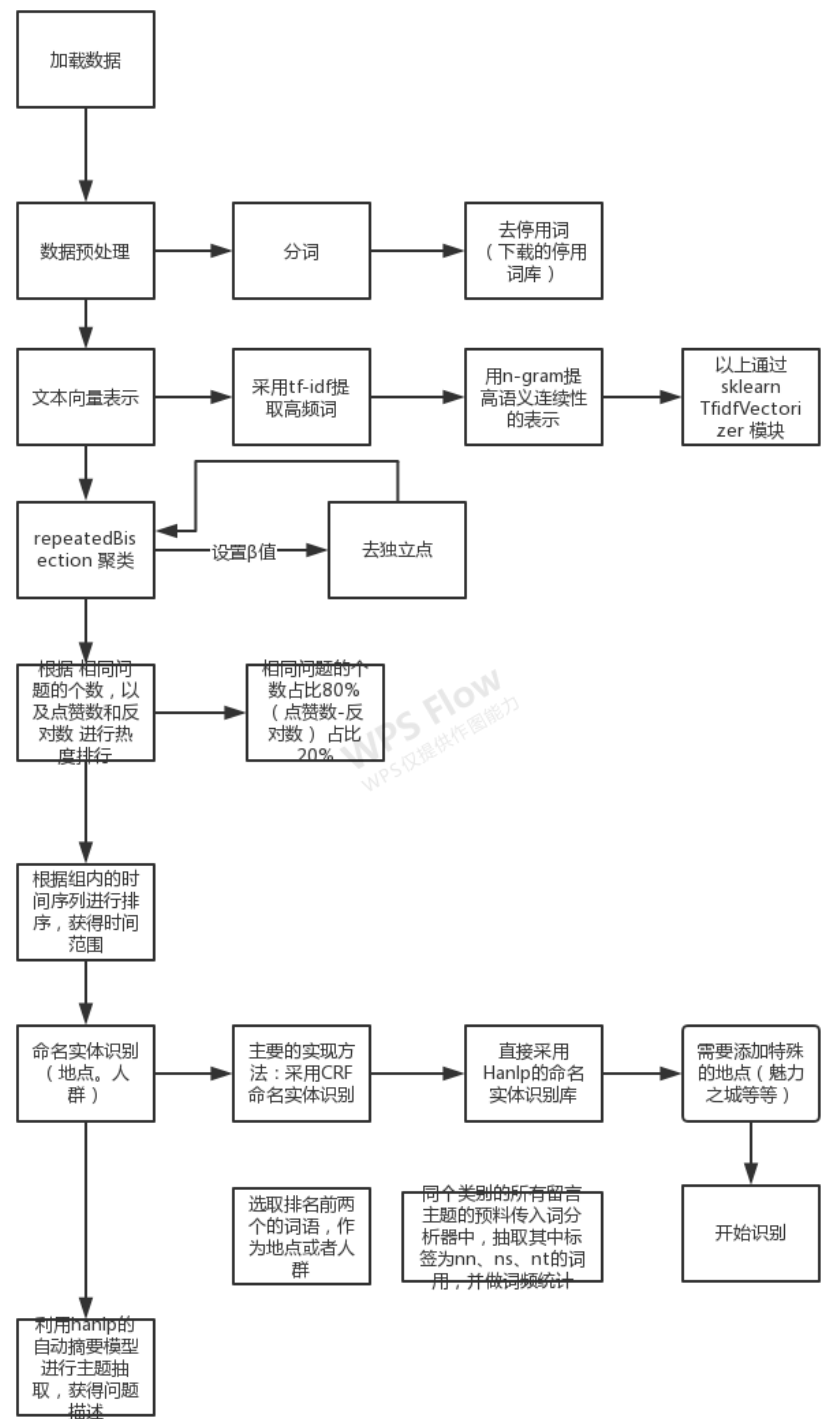 加载数据
数据预处理
分词
去停用词
（下载的停用
词库）
文本向量表示
采用tf-idf提
取高频词
用n-gram提
高语义连续性
的表示
以上通过
sklearn
TfidfVectori
zer 模块
repeatedBis
ection 聚类
设置β值
去独立点
根据 相同问
题的个数，以
及点赞数和反
对数 进行热
度排行
相同问题的个
数占比80%
（点赞数-反
对数） 占比
20%
WPS Flow
WPS仅提供作图能力
根据组内的时
间序列进行排
序，获得时间
范围
命名实体识别
（地点。人
群）
主要的实现方
法：采用CRF
命名实体识别
直接采用
Hanlp的命名
实体识别库
需要添加特殊
的地点（魅力
之城等等）
选取排名前两
个的词语，作
为地点或者人
群
同个类别的所有留言
主题的预料传入词分
析器中，抽取其中标
签为nn、ns、nt的词
用，并做词频统计
开始识别
利用hanlp的
自动摘要模型
进行主题抽
取，获得问题
描述